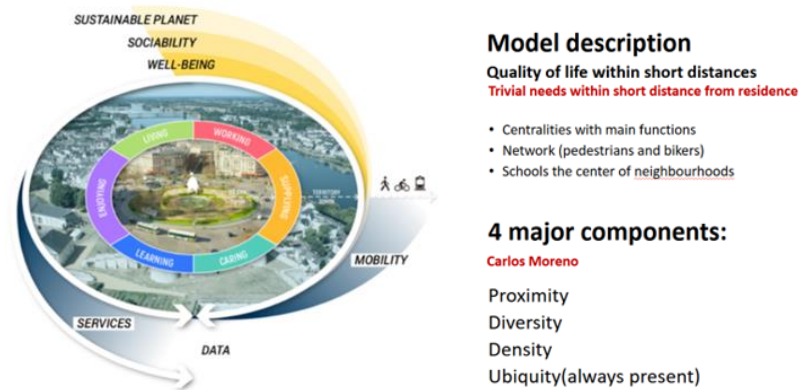 SUSTAINABLE PLANET
SOCIABILITY
WELL-BEING
LIVING
WORKING
SUPPLYING
CARING
LEARNING
ENJOYING
TERRITORY
MOBILITY
SERVICES
DATA
Model description
Quality of life within short distances
Trivial needs within short distance from residence
• Centralities with main functions
• Network (pedestrians and bikers)
• Schools the center of neighbourhoods
4 major components:
Carlos Moreno
Proximity
Diversity
Density
Ubiquity(always present)